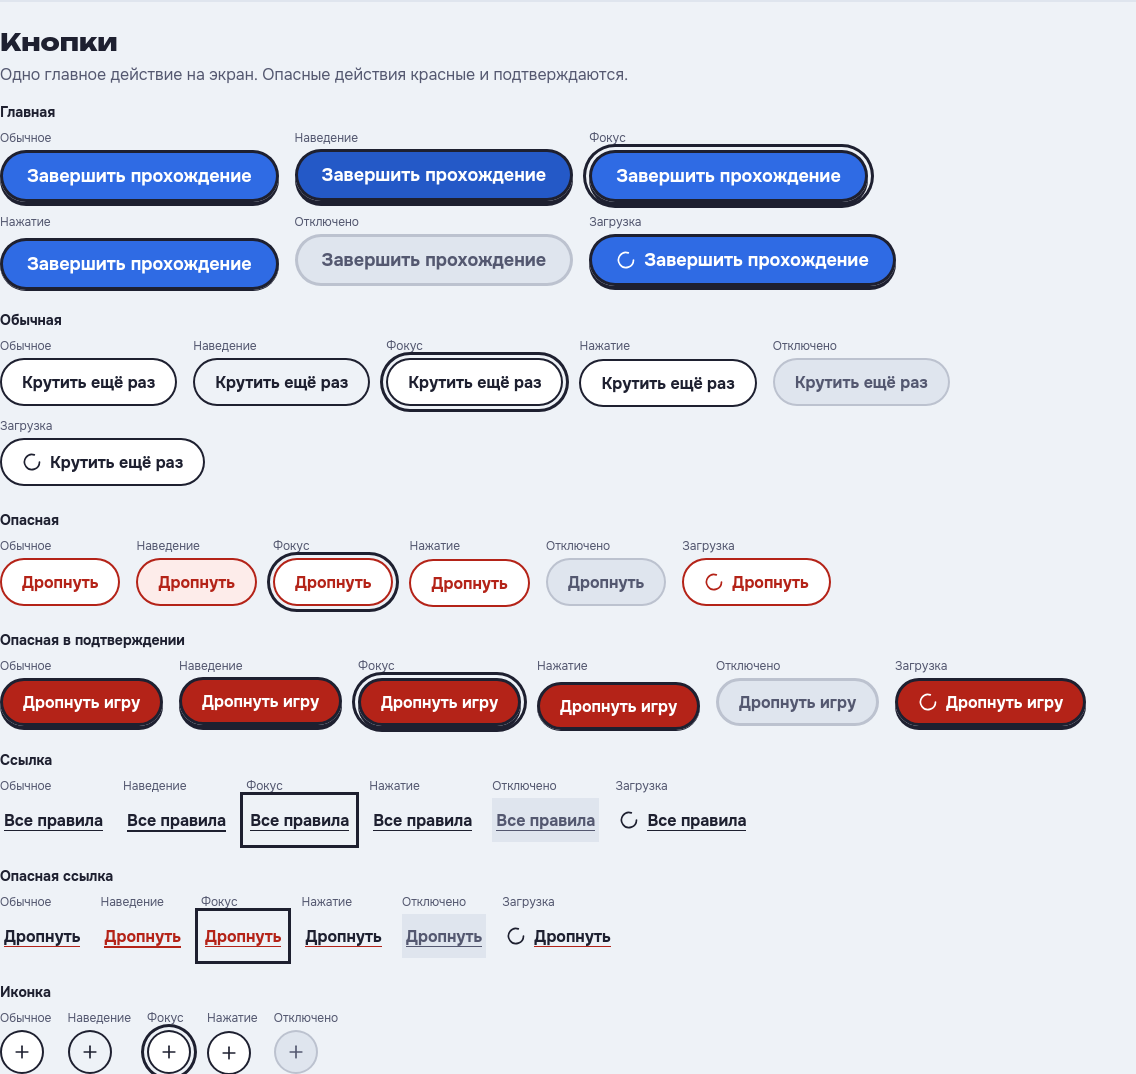 Кнопки
Одно главное действие на экран. Опасные действия красные и подтверждаются.
Главная
Обычное Наведение Фокус
Завершить прохождение Завершить прохождение Завершить прохождение
Нажатие Отключено Загрузка
Завершить прохождение Завершить прохождение Завершить прохождение
Обычная
Обычное Наведение Фокус Нажатие Отключено
Крутить ещё раз Крутить ещё раз Крутить ещё раз Крутить ещё раз Крутить ещё раз
Загрузка
Крутить ещё раз
Опасная
Обычное Наведение Фокус Нажатие Отключено Загрузка
Дропнуть Дропнуть Дропнуть Дропнуть Дропнуть Дропнуть
Опасная в подтверждении
Обычное Наведение Фокус Нажатие Отключено Загрузка
Дропнуть игру Дропнуть игру Дропнуть игру Дропнуть игру Дропнуть игру Дропнуть игру
Ссылка
Обычное Наведение Фокус Нажатие Отключено Загрузка
Все правила Все правила Все правила Все правила Все правила Все правила
Опасная ссылка
Обычное Наведение Фокус Нажатие Отключено Загрузка
Дропнуть Дропнуть Дропнуть Дропнуть Дропнуть Дропнуть
Иконка
Обычное Наведение Фокус Нажатие Отключено